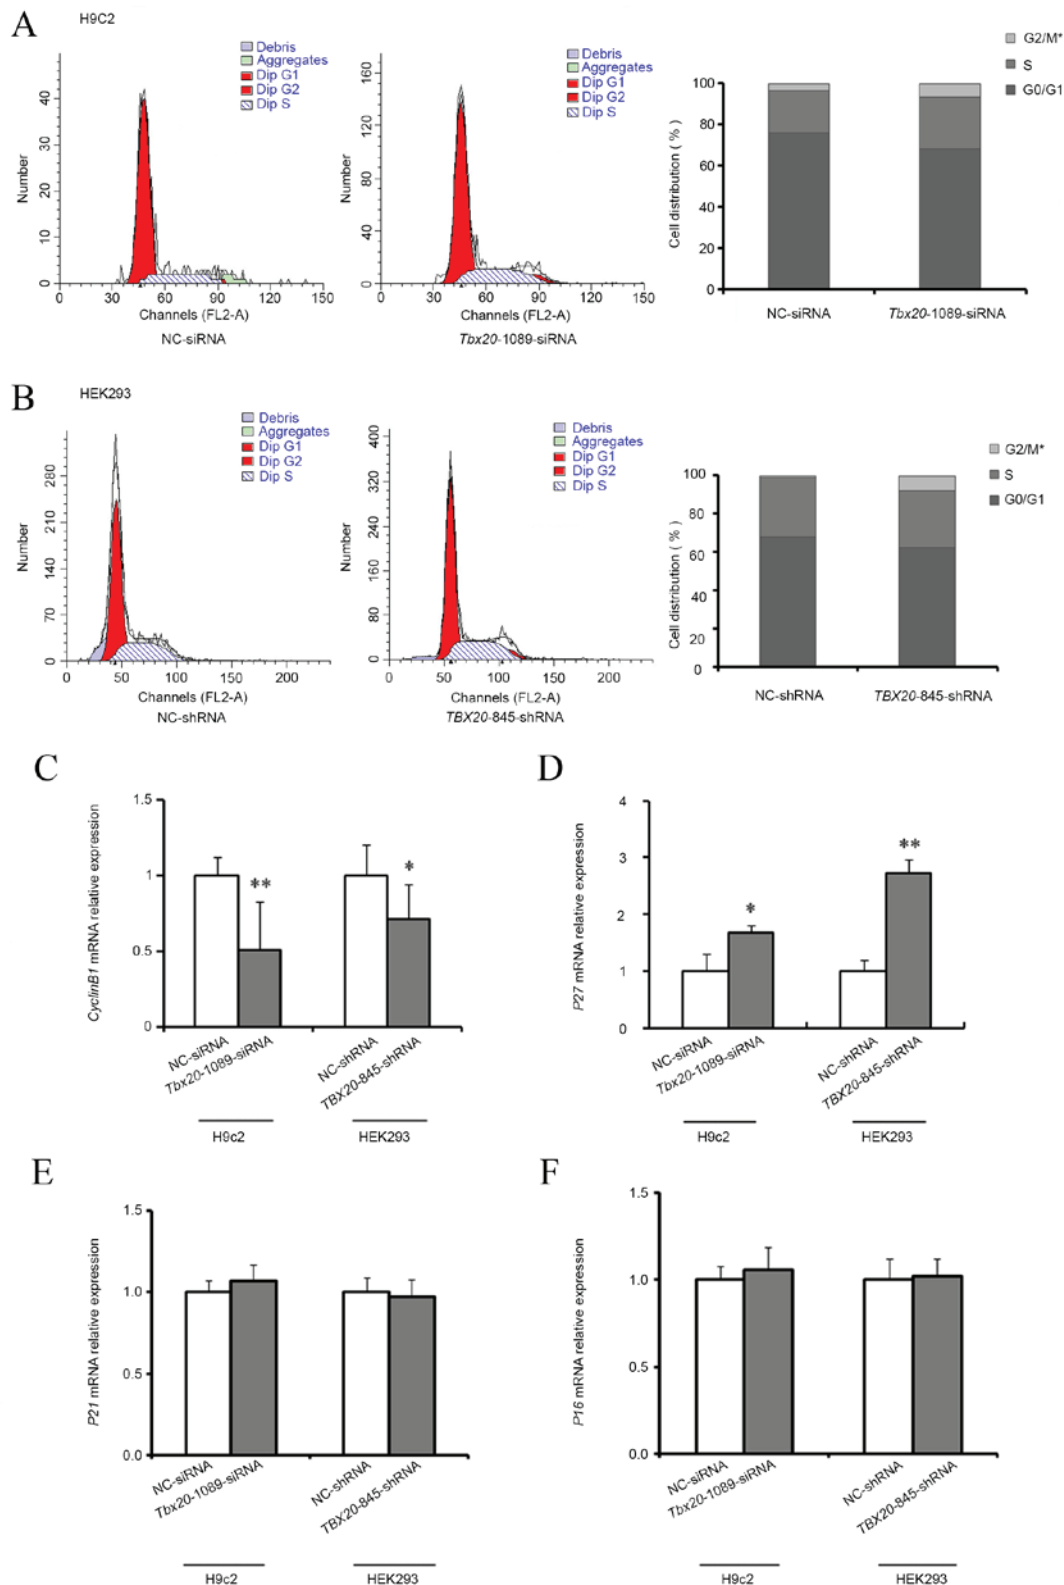 A
H9C2
Debris
Aggregates
Dip G1
Dip G2
Dip S
Number
0 10 20 30 40
0 30 60 90 120 150
Channels (FL2-A)
NC-siRNA
Debris
Aggregates
Dip G1
Dip G2
Dip S
Number
0 40 80 120 160
0 30 60 90 120 150
Channels (FL2-A)
Tbx20-1089-siRNA
G2/M*
S
G0/G1
Cell distribution ( % )
100
80
60
40
20
0
NC-siRNA Tbx20-1089-siRNA
B
HEK293
Debris
Aggregates
Dip G1
Dip G2
Dip S
Number
0 70 140 210 280
0 50 100 150 200
Channels (FL2-A)
NC-shRNA
Debris
Aggregates
Dip G1
Dip G2
Dip S
Number
0 80 160 240 320 400
0 50 100 150 200
Channels (FL2-A)
TBX20-845-shRNA
G2/M*
S
G0/G1
Cell distribution ( % )
100
80
60
40
20
0
NC-shRNA TBX20-845-shRNA
C
CyclinB1 mRNA relative expression
1.5
1
0.5
0
**
*
NC-siRNA
Tbx20-1089-siRNA
NC-shRNA
TBX20-845-shRNA
H9c2
HEK293
D
P27 mRNA relative expression
4
3
2
1
0
*
**
NC-siRNA
Tbx20-1089-siRNA
NC-shRNA
TBX20-845-shRNA
H9c2
HEK293
E
P21 mRNA relative expression
1.5
1.0
0.5
0.0
NC-siRNA
Tbx20-1089-siRNA
NC-shRNA
TBX20-845-shRNA
H9c2
HEK293
F
P16 mRNA relative expression
1.5
1.0
0.5
0.0
NC-siRNA
Tbx20-1089-siRNA
NC-shRNA
TBX20-845-shRNA
H9c2
HEK293